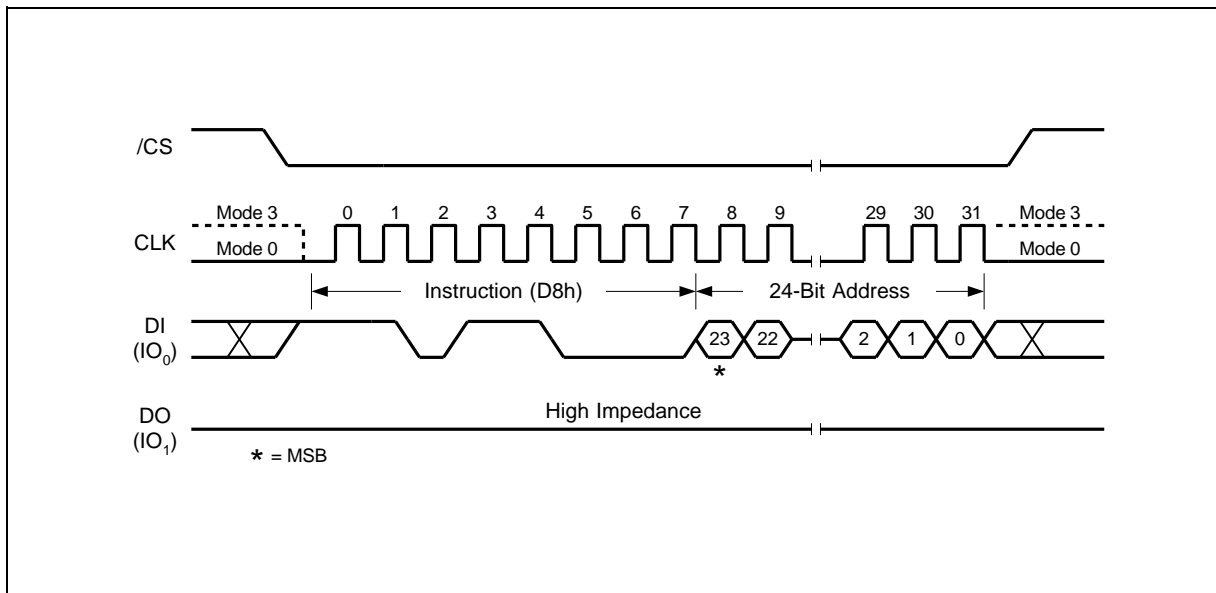 /CS
Mode 3 0 1 2 3 4 5 6 7 8 9 29 30 31 Mode 3
CLK
Mode 0 Mode 0
Instruction (D8h) 24-Bit Address
DI
(IO0)
23 22 2 1 0
*
High Impedance
DO
(IO1)
* = MSB